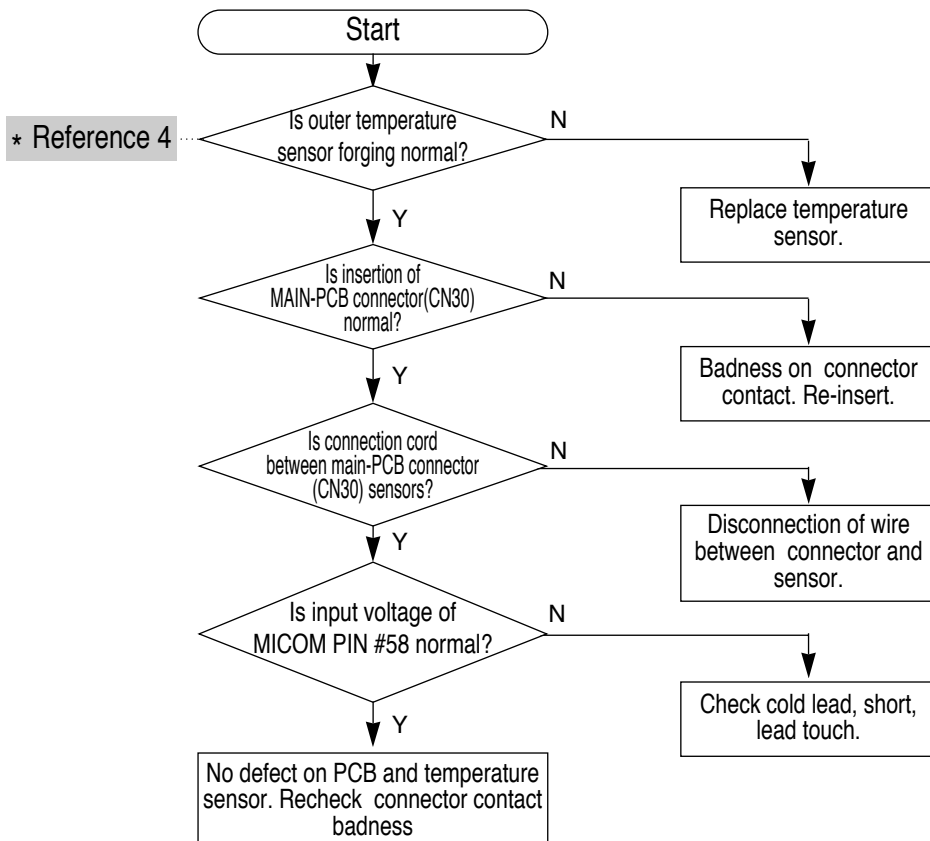 Start
Is outer temperature
sensor forging normal?
N
* Reference 4
Replace temperature
sensor.
Y
Is insertion of
MAIN-PCB connector(CN30)
normal?
N
Badness on connector
contact. Re-insert.
Y
Is connection cord
between main-PCB connector
(CN30) sensors?
N
Disconnection of wire
between connector and
sensor.
Y
Is input voltage of
MICOM PIN #58 normal?
N
Check cold lead, short,
lead touch.
Y
No defect on PCB and temperature
sensor. Recheck connector contact
badness